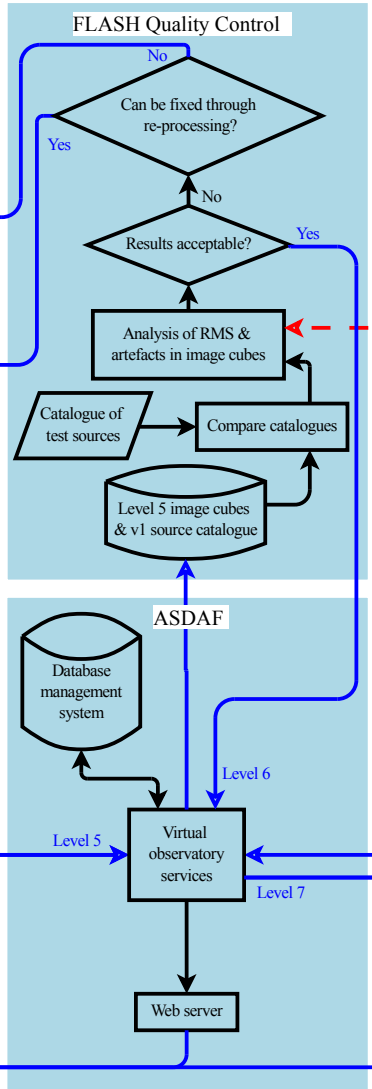 FLASH Quality Control
No
Can be fixed through
re-processing?
Yes
No
Results acceptable?
Yes
Analysis of RMS &
artefacts in image cubes
Catalogue of
test sources
Compare catalogues
Level 5 image cubes
& v1 source catalogue
ASDAF
Database
management
system
Level 6
Level 5
Virtual
observatory
services
Level 7
Web server